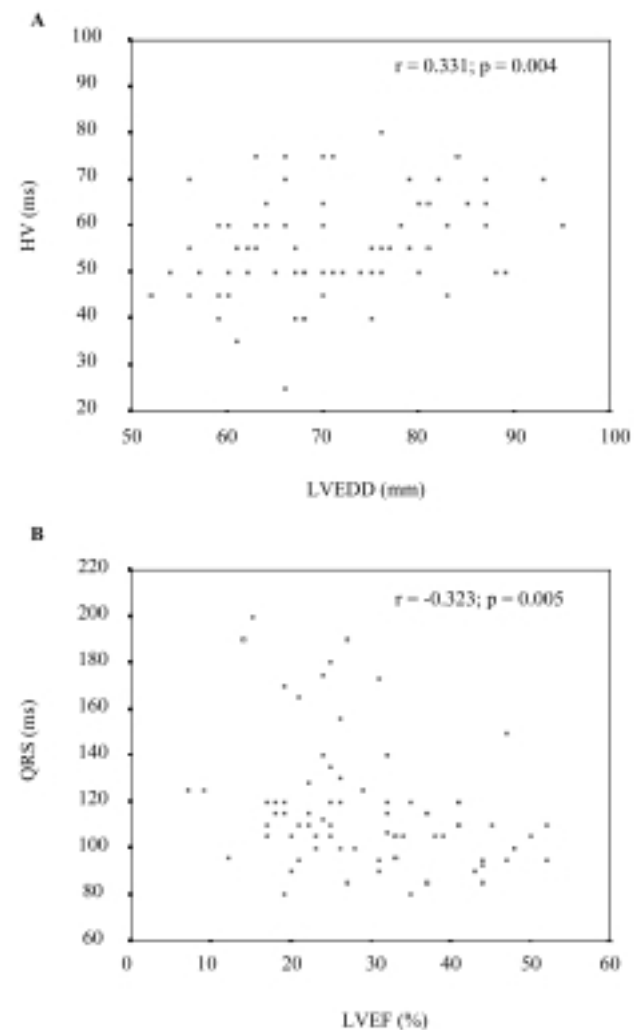 A
100
r = 0.331; p = 0.004
90
80
70
60
50
40
30
20
HV (ms)
50 60 70 80 90 100
LVEDD (mm)
B
220
r = -0.323; p = 0.005
200
180
160
140
120
100
80
60
QRS (ms)
0 10 20 30 40 50 60
LVEF (%)